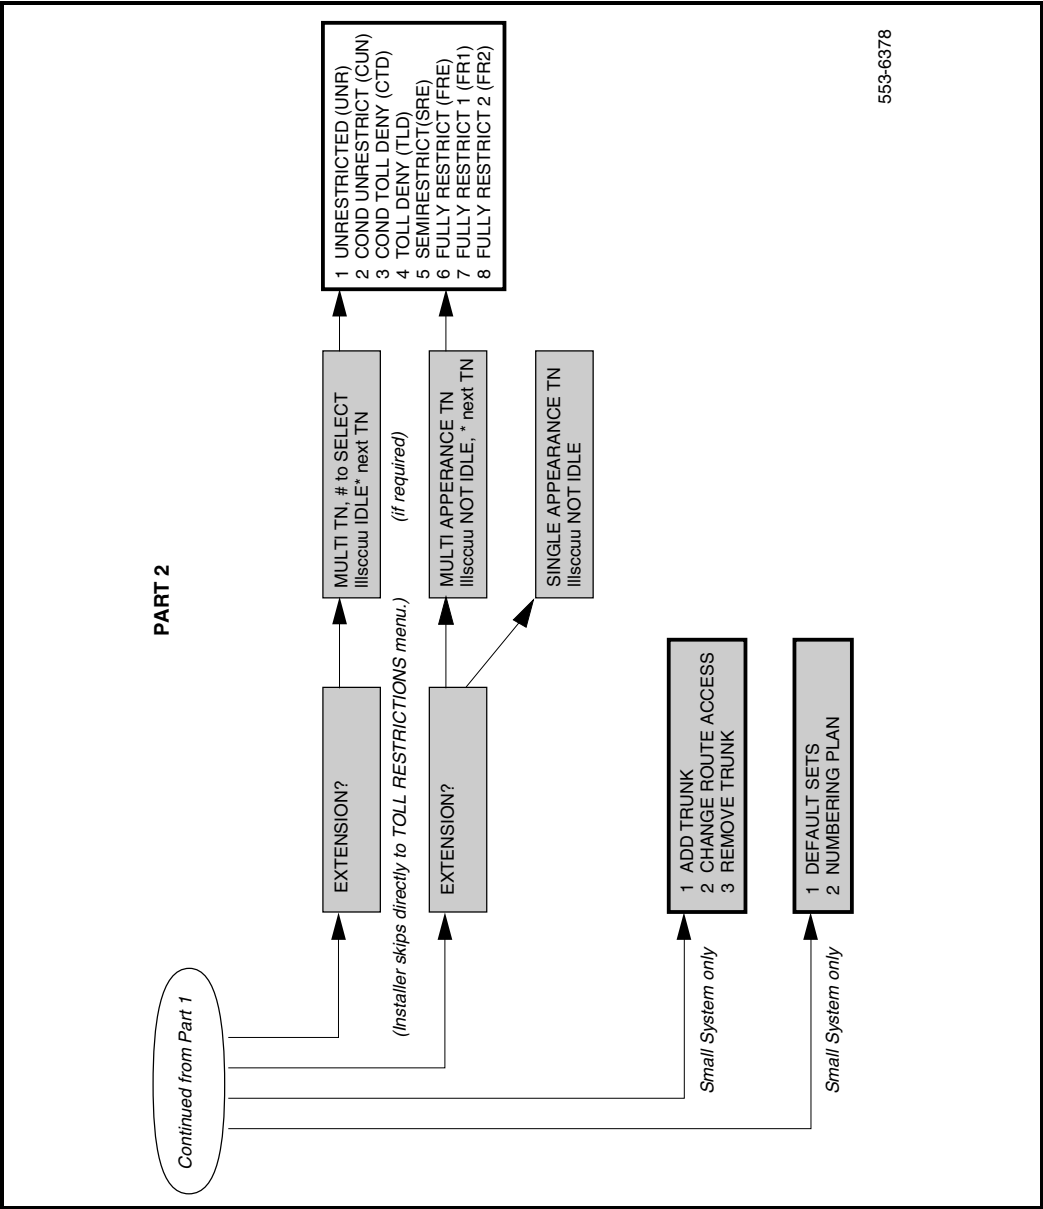 PART 2
Continued from Part 1
EXTENSION?
MULTI TN, # to SELECT
lllsccuu IDLE* next TN
1 UNRESTRICTED (UNR)
2 COND UNRESTRICT (CUN)
3 COND TOLL DENY (CTD)
4 TOLL DENY (TLD)
5 SEMIRESTRICT(SRE)
6 FULLY RESTRICT (FRE)
7 FULLY RESTRICT 1 (FR1)
8 FULLY RESTRICT 2 (FR2)
(Installer skips directly to TOLL RESTRICTIONS menu.)
(if required)
EXTENSION?
MULTI APPERANCE TN
lllsccuu NOT IDLE, * next TN
SINGLE APPEARANCE TN
lllsccuu NOT IDLE
1 ADD TRUNK
2 CHANGE ROUTE ACCESS
3 REMOVE TRUNK
Small System only
1 DEFAULT SETS
2 NUMBERING PLAN
Small System only
553-6378